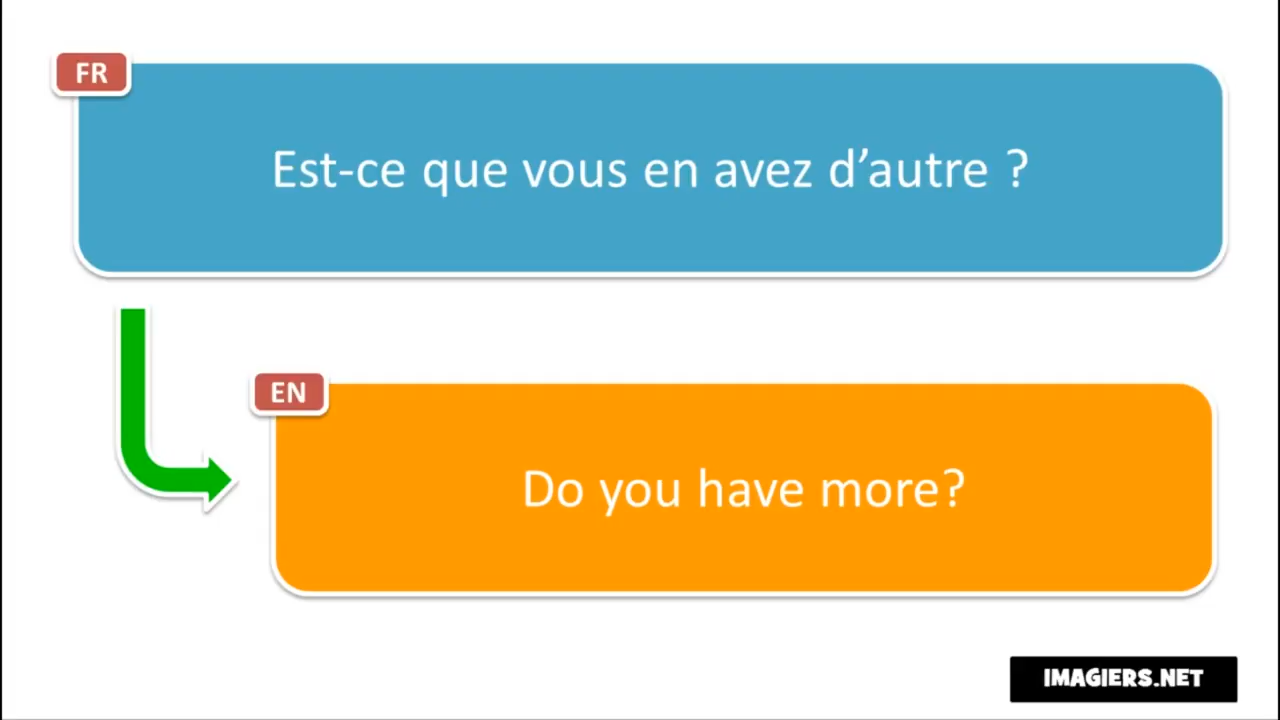 FR
Est-ce que vous en avez d’autre ?
EN
Do you have more?
IMAGIERS.NET